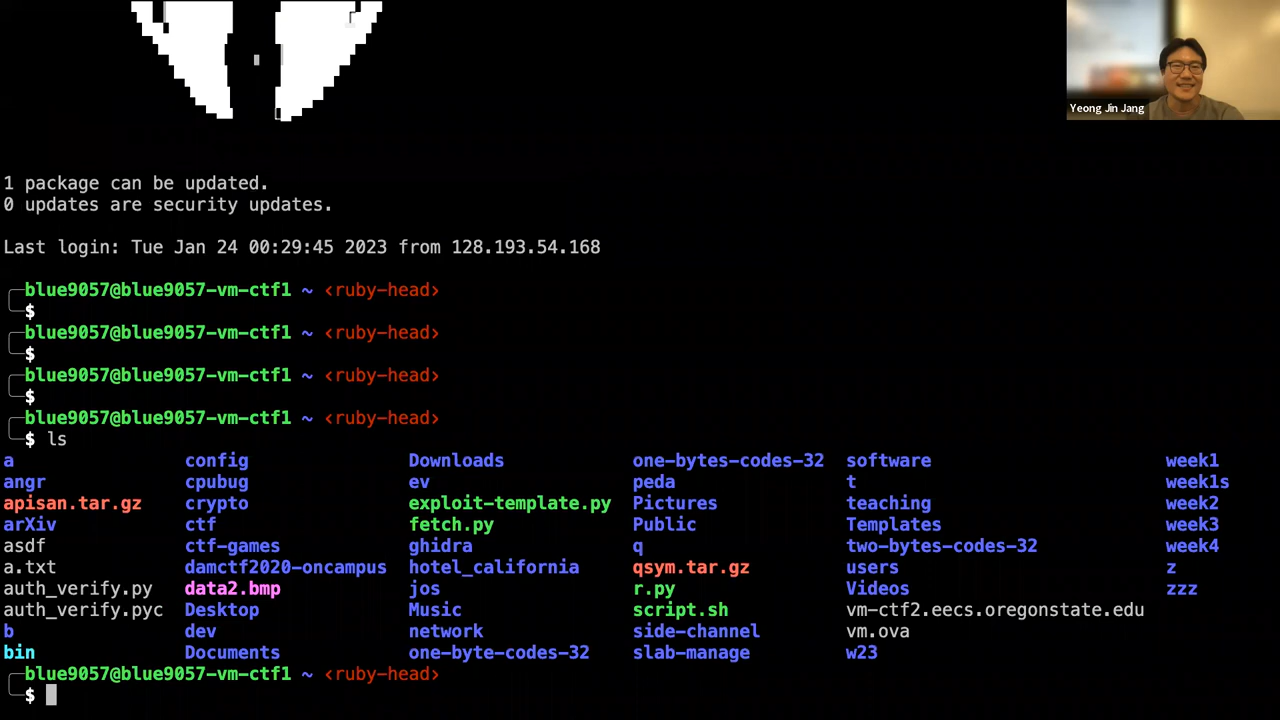 Yeong Jin Jang
1 package can be updated.
0 updates are security updates.
Last login: Tue Jan 24 00:29:45 2023 from 128.193.54.168
blue9057@blue9057-vm-ctf1 ~ ‹ruby-head›
$
blue9057@blue9057-vm-ctf1 ~ ‹ruby-head›
$
blue9057@blue9057-vm-ctf1 ~ ‹ruby-head›
$
blue9057@blue9057-vm-ctf1 ~ ‹ruby-head›
$ ls
a config Downloads one-bytes-codes-32 software week1
angr cpubug ev peda t week1s
apisan.tar.gz crypto exploit-template.py Pictures teaching week2
arXiv ctf fetch.py Public Templates week3
asdf ctf-games ghidra q two-bytes-codes-32 week4
a.txt damctf2020-oncampus hotel_california qsym.tar.gz users z
auth_verify.py data2.bmp jos r.py Videos zzz
auth_verify.pyc Desktop Music script.sh vm-ctf2.eecs.oregonstate.edu
b dev network side-channel vm.ova
bin Documents one-byte-codes-32 slab-manage w23
blue9057@blue9057-vm-ctf1 ~ ‹ruby-head›
$